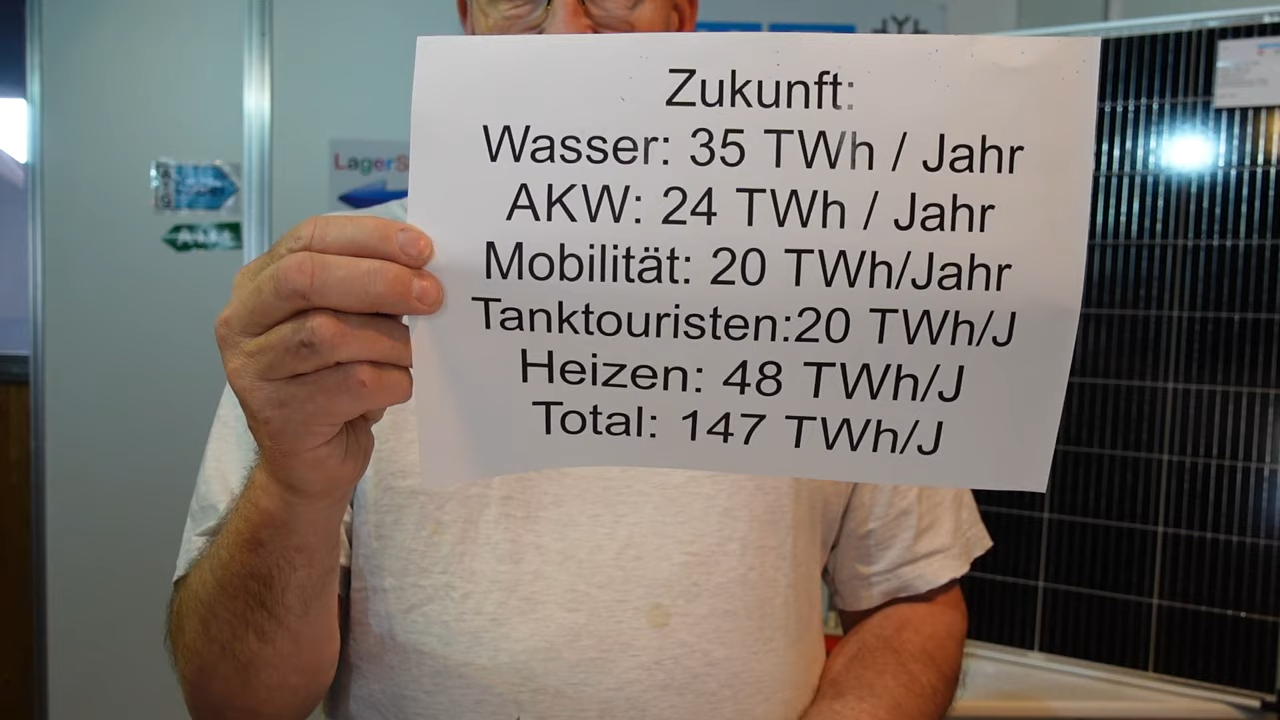 Zukunft:
Wasser: 35 TWh / Jahr
AKW: 24 TWh / Jahr
Mobilität: 20 TWh/Jahr
Tanktouristen:20 TWh/J
Heizen: 48 TWh/J
Total: 147 TWh/J